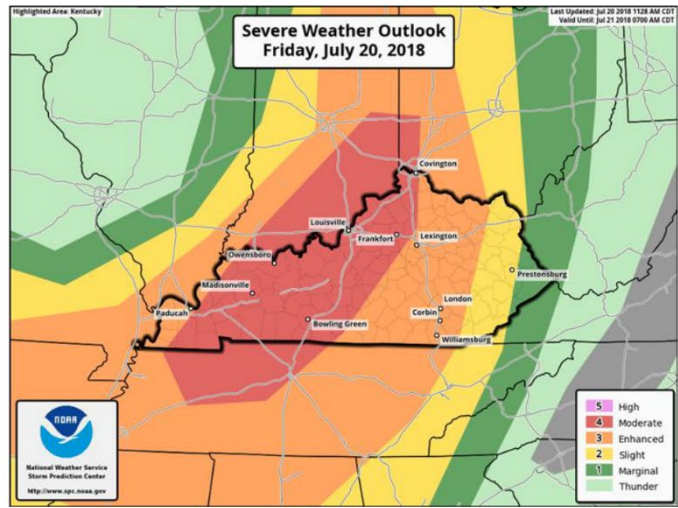 Highlighted Area: Kentucky
Severe Weather Outlook
Friday, July 20, 2018
Last Updated: Jul 20 2018 1128 AM CDT
Valid Until: Jul 21 2018 0700 AM CDT
Covington
Louisville
Frankfort
Lexington
Owensboro
Prestonsburg
Madisonville
London
Paducah
Corbin
Bowling Green
Williamsburg
NOAA
National Weather Service
Storm Prediction Center
http://www.spc.noaa.gov
5 High
4 Moderate
3 Enhanced
2 Slight
1 Marginal
Thunder